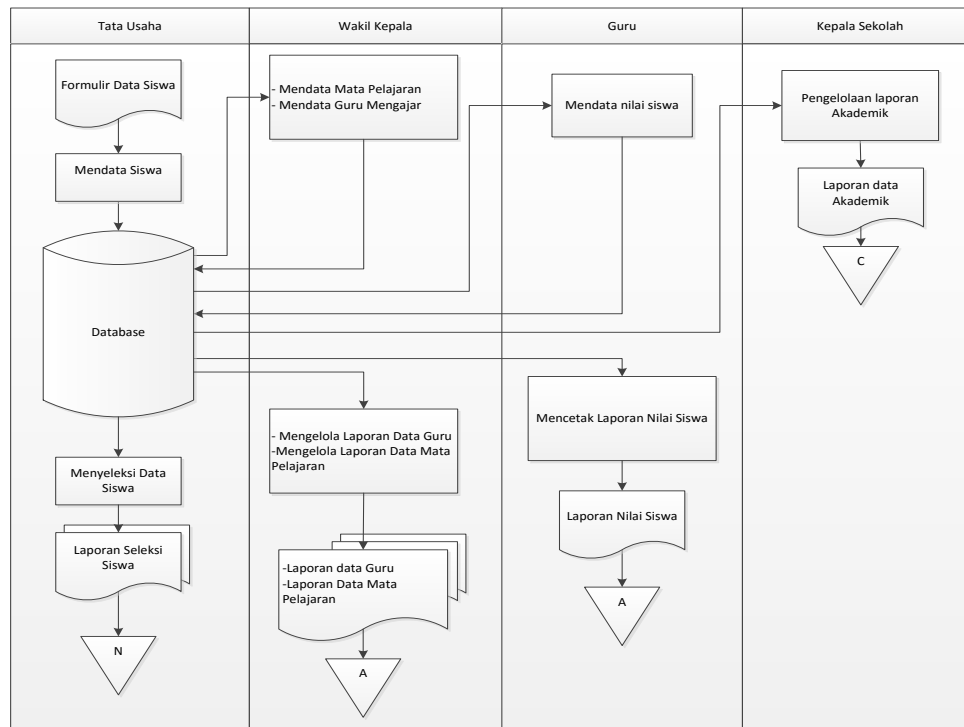 Tata Usaha
Wakil Kepala
Guru
Kepala Sekolah
Formulir Data Siswa
Mendata Siswa
Database
Menyeleksi Data
Siswa
Laporan Seleksi
Siswa
N
- Mendata Mata Pelajaran
- Mendata Guru Mengajar
- Mengelola Laporan Data Guru
-Mengelola Laporan Data Mata
Pelajaran
-Laporan data Guru
-Laporan Data Mata
Pelajaran
A
Mendata nilai siswa
Mencetak Laporan Nilai Siswa
Laporan Nilai Siswa
A
Pengelolaan laporan
Akademik
Laporan data
Akademik
C